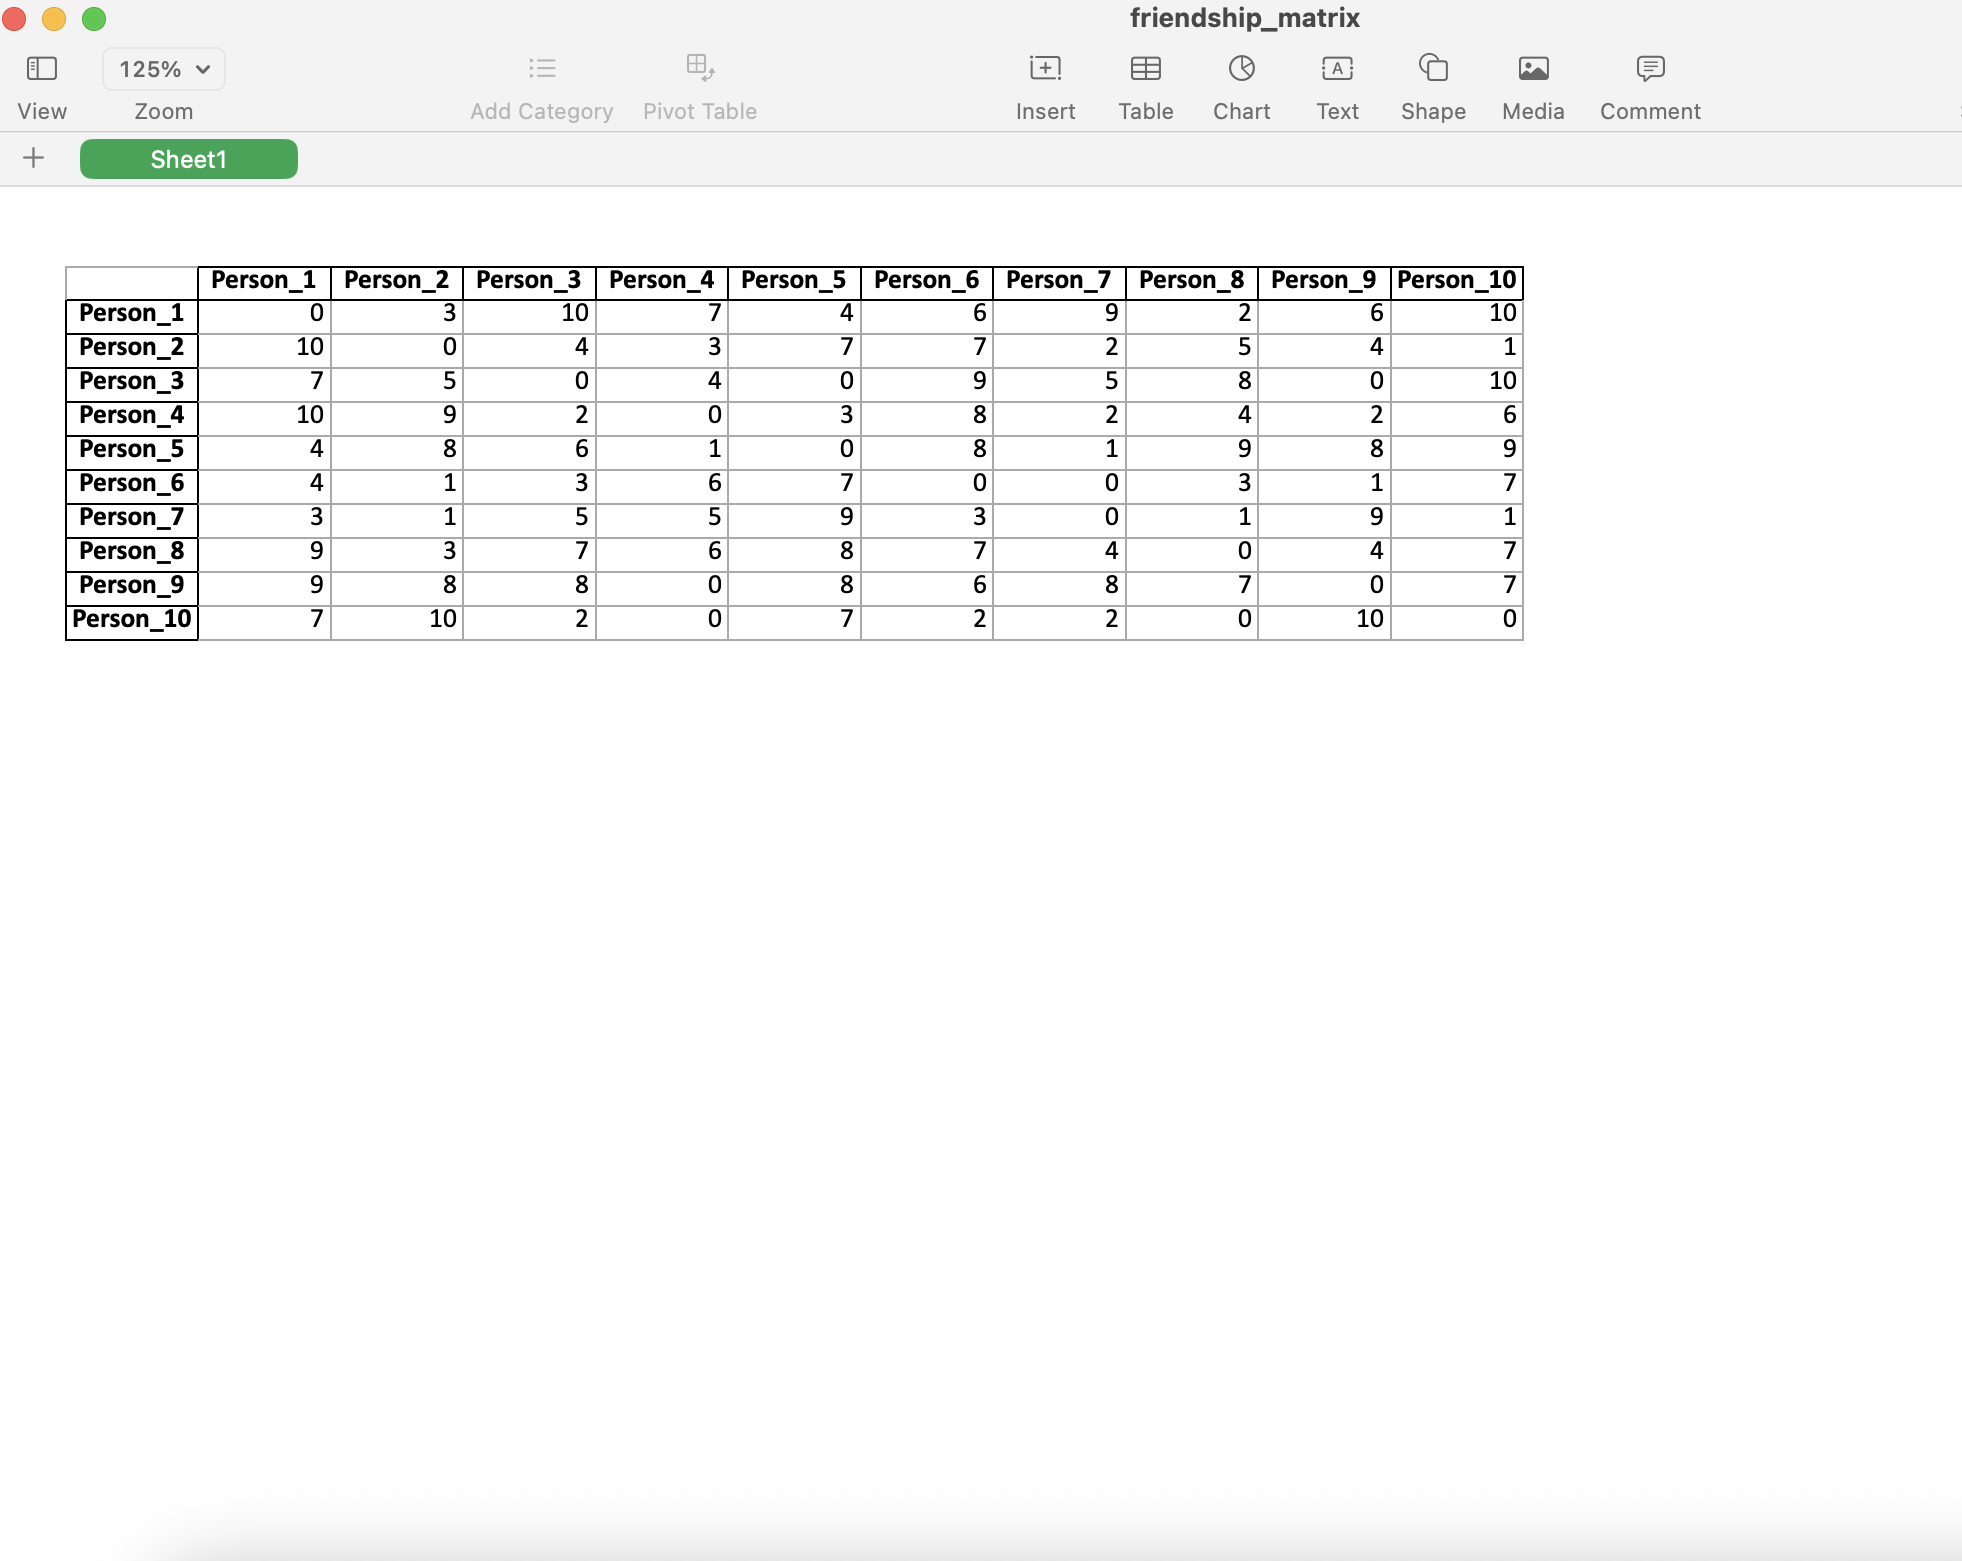 friendship_matrix
125%
View Zoom Add Category Pivot Table Insert Table Chart Text Shape Media Comment
Sheet1
Person_1 Person_2 Person_3 Person_4 Person_5 Person_6 Person_7 Person_8 Person_9 Person_10
Person_1 0 3 10 7 4 6 9 2 6 10
Person_2 10 0 4 3 7 7 2 5 4 1
Person_3 7 5 0 4 0 9 5 8 0 10
Person_4 10 9 2 0 3 8 2 4 2 6
Person_5 4 8 6 1 0 8 1 9 8 9
Person_6 4 1 3 6 7 0 0 3 1 7
Person_7 3 1 5 5 9 3 0 1 9 1
Person_8 9 3 7 6 8 7 4 0 4 7
Person_9 9 8 8 0 8 6 8 7 0 7
Person_10 7 10 2 0 7 2 2 0 10 0